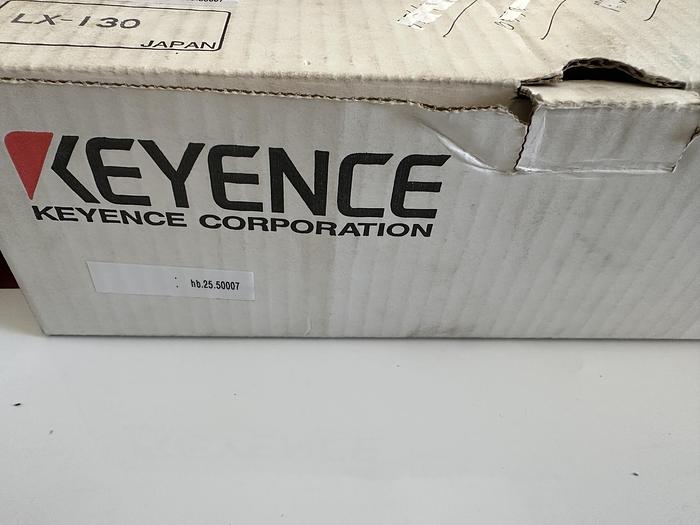 LX-130
JAPAN
KEYENCE
KEYENCE CORPORATION
: hb.25.50007